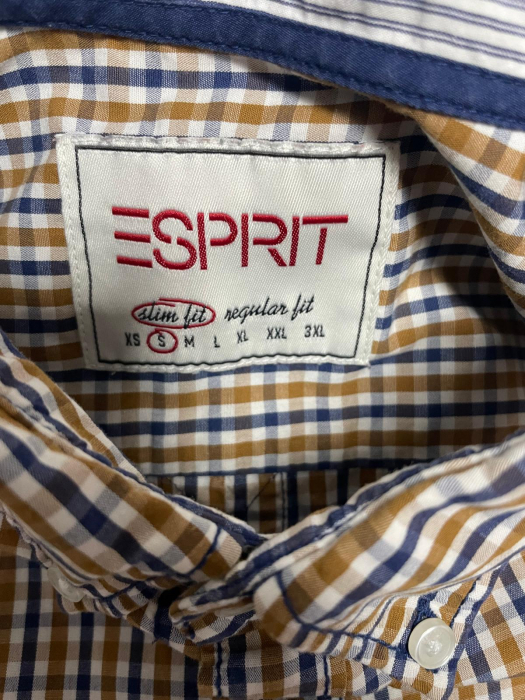 ESPRIT
slim fit regular fit
XS S M L XL XXL 3XL